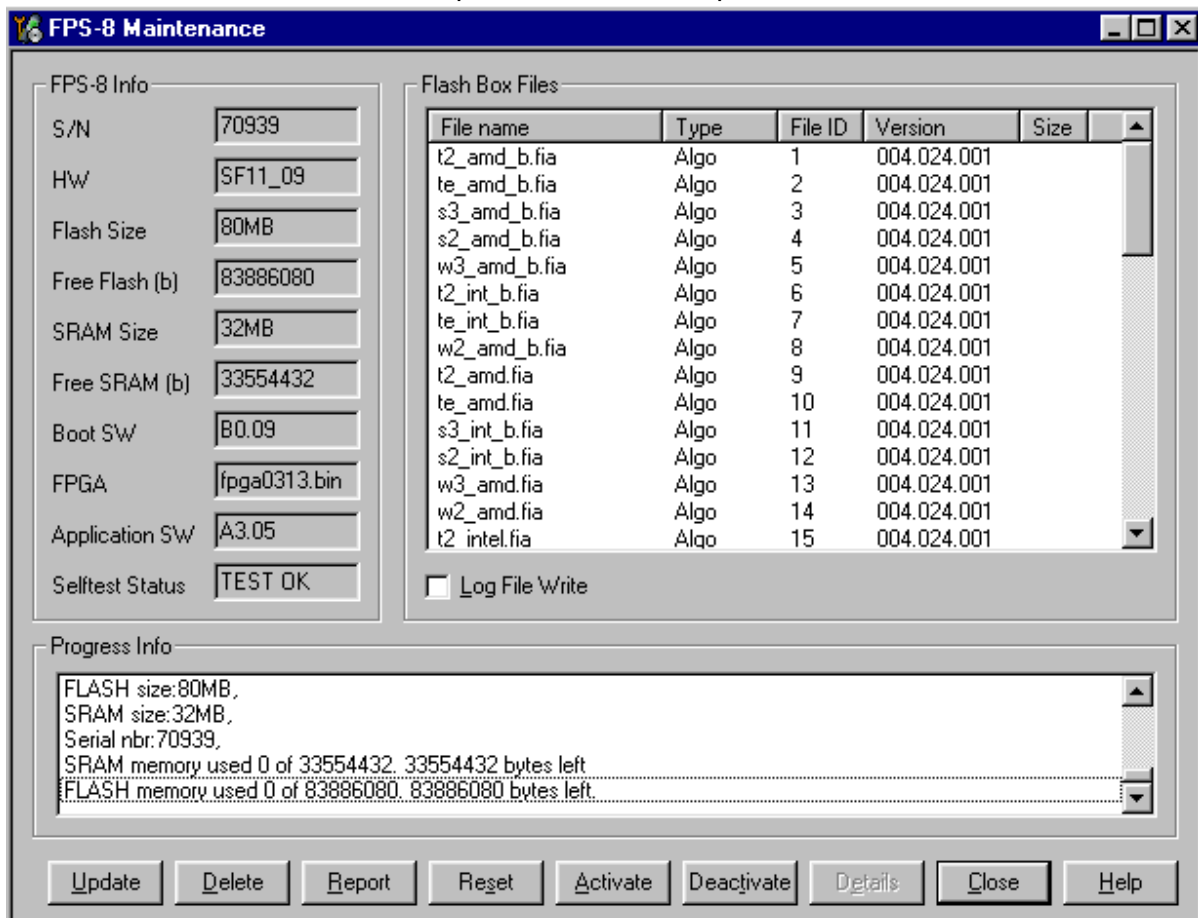 FPS-8 Maintenance
FPS-8 Info
S/N 70939
HW SF11_09
Flash Size 80MB
Free Flash (b) 83886080
SRAM Size 32MB
Free SRAM (b) 33554432
Boot SW B0.09
FPGA fpga0313.bin
Application SW A3.05
Selftest Status TEST OK
Flash Box Files
File name Type File ID Version Size
t2_amd_b.fia Algo 1 004.024.001
te_amd_b.fia Algo 2 004.024.001
s3_amd_b.fia Algo 3 004.024.001
s2_amd_b.fia Algo 4 004.024.001
w3_amd_b.fia Algo 5 004.024.001
t2_int_b.fia Algo 6 004.024.001
te_int_b.fia Algo 7 004.024.001
w2_amd_b.fia Algo 8 004.024.001
t2_amd.fia Algo 9 004.024.001
te_amd.fia Algo 10 004.024.001
s3_int_b.fia Algo 11 004.024.001
s2_int_b.fia Algo 12 004.024.001
w3_amd.fia Algo 13 004.024.001
w2_amd.fia Algo 14 004.024.001
t2_intel.fia Algo 15 004.024.001
Log File Write
Progress Info
FLASH size:80MB,
SRAM size:32MB,
Serial nbr:70939,
SRAM memory used 0 of 33554432. 33554432 bytes left
FLASH memory used 0 of 83886080. 83886080 bytes left.
Update Delete Report Reset Activate Deactivate Details Close Help